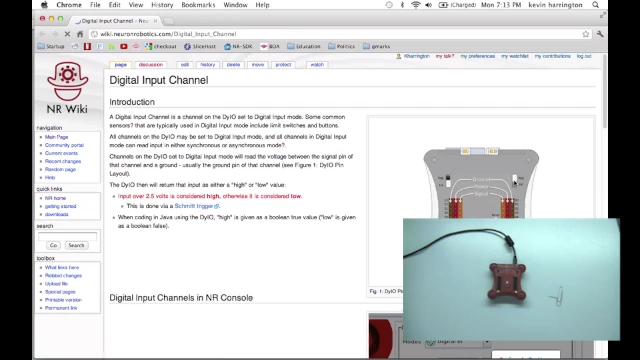 Chrome File Edit View History Bookmarks Window Help
(Charged) Mon 7:13 PM kevin harrington
Digital Input Channel
wiki.neuronrobotics.com/Digital_Input_Channel
Startup checkout SliceHost NR-SDK BOA Education Politics @marks
Kharrington my talk? my preferences my watchlist my contributions log out
page discussion edit history delete move protect watch
NR Wiki
navigation
Main Page
Community portal
Current events
Recent changes
Random page
Help
quick links
NR home
getting started
downloads
search
Go Search
toolbox
What links here
Related changes
Upload file
Special pages
Printable version
Permanent link
Digital Input Channel
Introduction
A Digital Input Channel is a channel on the DyIO set to Digital Input mode. Some common
sensors? that are typically used in Digital Input mode include limit switches and buttons.
All channels on the DyIO may be set to Digital Input mode, and all channels in Digital Input
mode can read input in either synchronous or asynchronous mode?.
Channels on the DyIO set to Digital Input mode will read the voltage between the signal pin of
that channel and a ground - usually the ground pin of that channel (see Figure 1: DyIO Pin
Layout).
The DyIO then will return that input as either a "high" or "low" value:
Input over 2.5 volts is considered high, otherwise it is considered low.
This is done via a Schmitt trigger.
When coding in Java using the DyIO, "high" is given as a boolean true value ("low" is given
as a boolean false).
Ground
Power
Signal
Fig. 1: DyIO Pi
Digital Input Channels in NR Console
Modes
Digital In